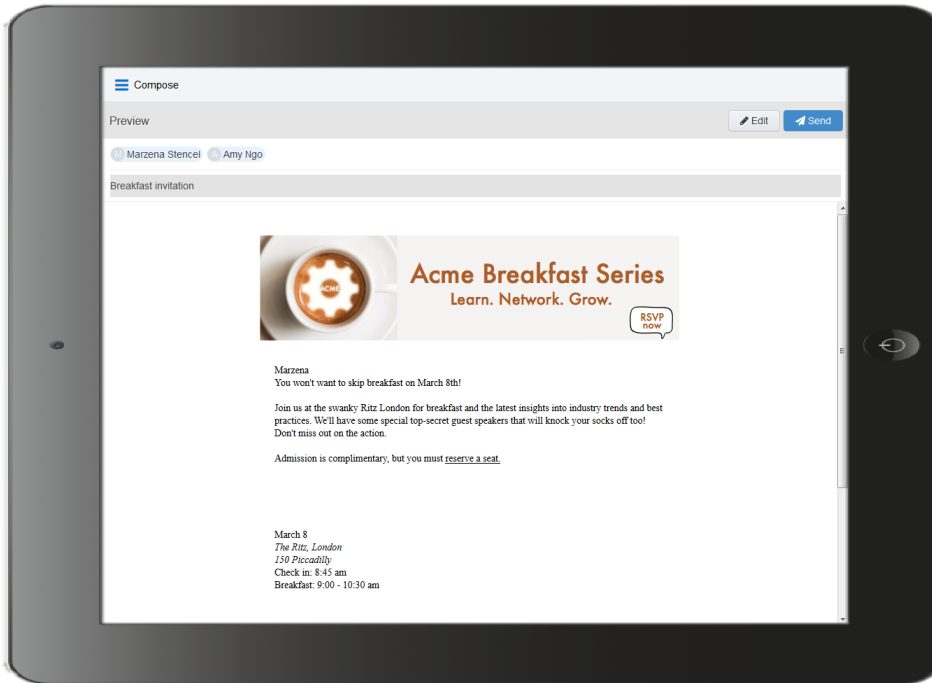 Compose
Preview
Edit
Send
M Marzena Stencel A Amy Ngo
Breakfast invitation
ACME
Acme Breakfast Series
Learn. Network. Grow.
RSVP
now
Marzena
You won't want to skip breakfast on March 8th!
Join us at the swanky Ritz London for breakfast and the latest insights into industry trends and best
practices. We'll have some special top-secret guest speakers that will knock your socks off too!
Don't miss out on the action.
Admission is complimentary, but you must reserve a seat.
March 8
The Ritz, London
150 Piccadilly
Check in: 8:45 am
Breakfast: 9:00 - 10:30 am